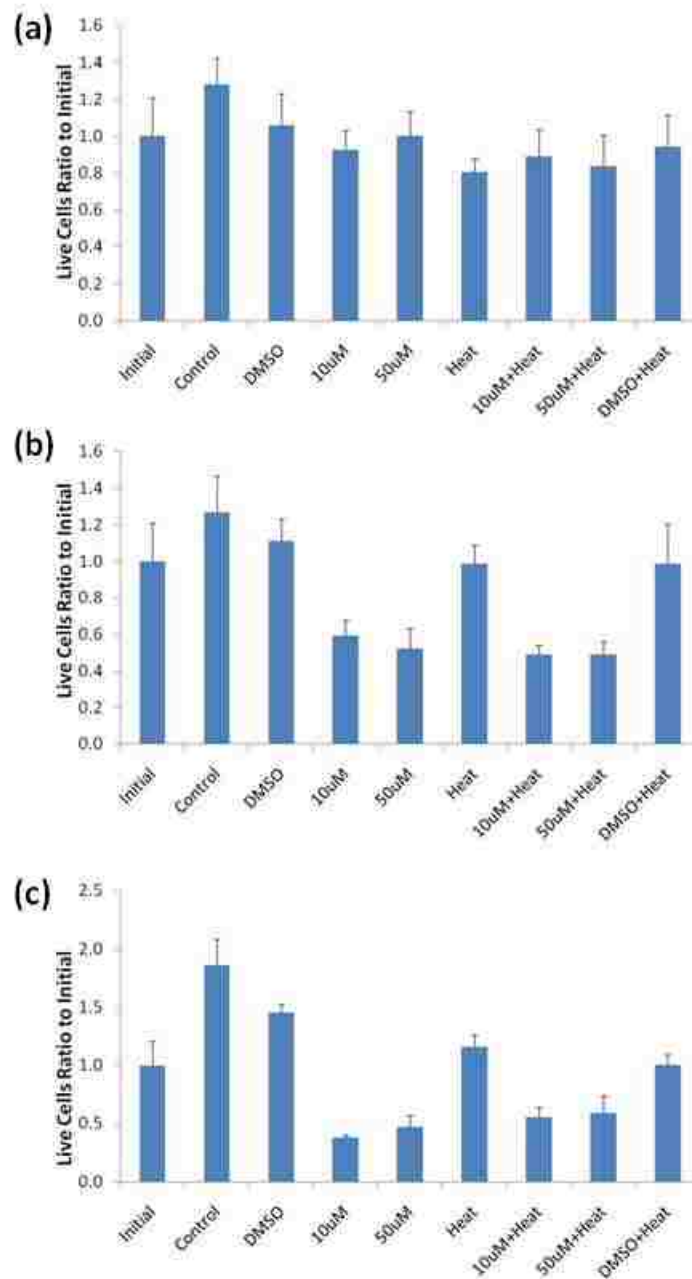 (a)
Live Cells Ratio to Initial
1.6
1.4
1.2
1.0
0.8
0.6
0.4
0.2
0.0
Initial
Control
DMSO
10uM
50uM
Heat
10uM+Heat
50uM+Heat
DMSO+Heat
(b)
Live Cells Ratio to Initial
1.6
1.4
1.2
1.0
0.8
0.6
0.4
0.2
0.0
Initial
Control
DMSO
10uM
50uM
Heat
10uM+Heat
50uM+Heat
DMSO+Heat
(c)
Live Cells Ratio to Initial
2.5
2.0
1.5
1.0
0.5
0.0
Initial
Control
DMSO
10uM
50uM
Heat
10uM+Heat
50uM+Heat
DMSO+Heat